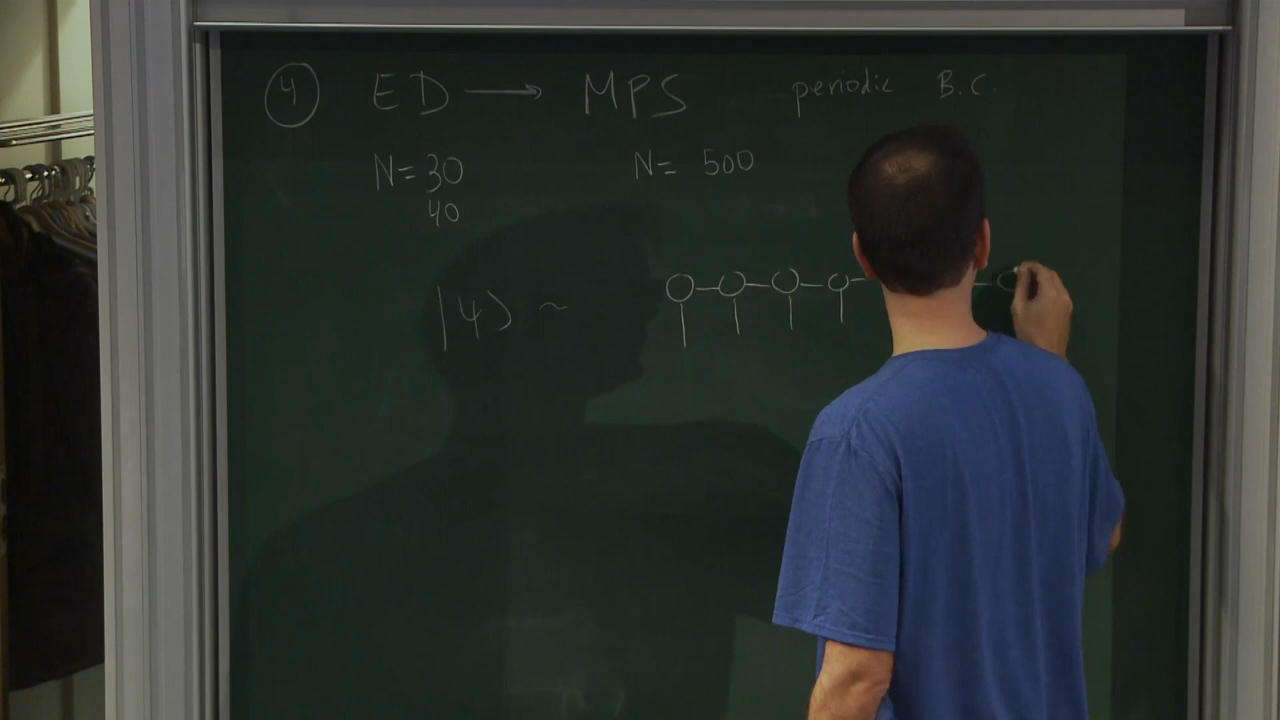 ④ ED → MPS periodic B.C.
N=30 N= 500
40
|ψ⟩ ~